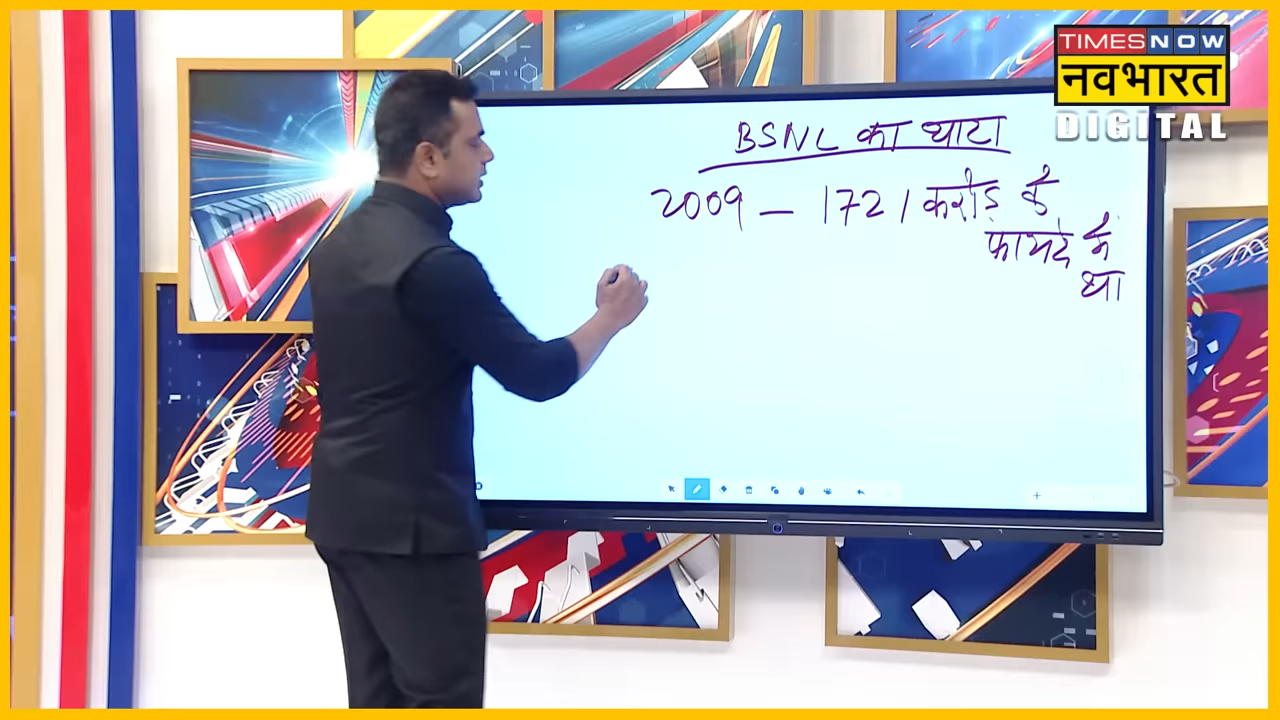 TIMES NOW
नवभारत
DIGITAL
BSNL का घाटा
2009 – 1721 करोड़ के
फ़ायदे में
था